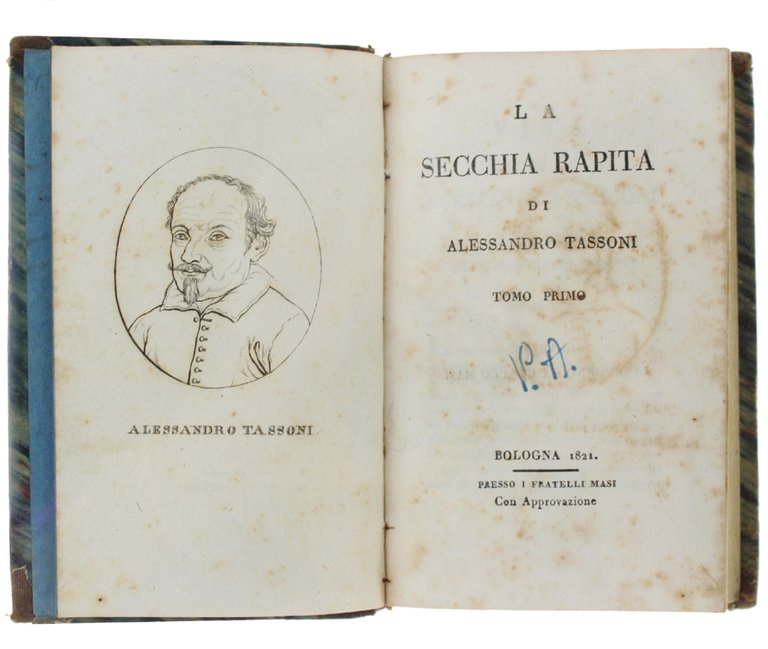 ALESSANDRO TASSONI
LA
SECCHIA RAPITA
DI
ALESSANDRO TASSONI
TOMO PRIMO
P. A.
BOLOGNA 1821.
PRESSO I FRATELLI MASI
Con Approvazione